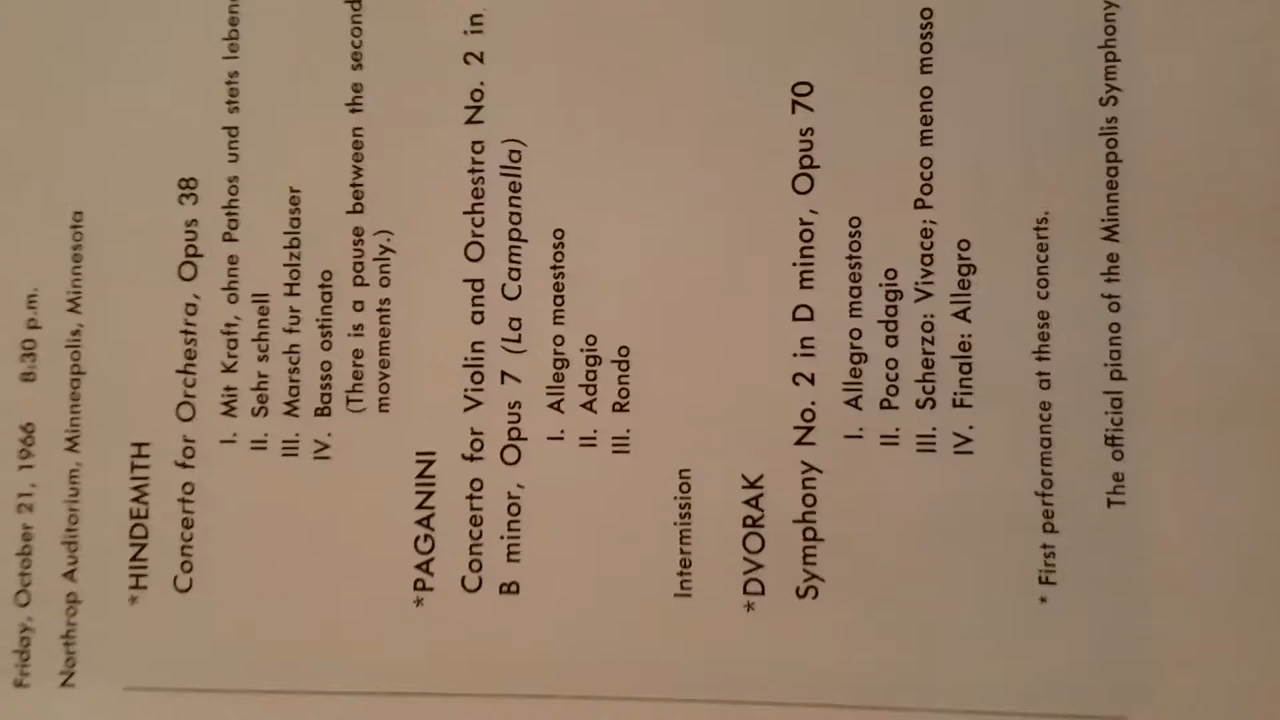 Friday, October 21, 1966 8:30 p.m.
Northrop Auditorium, Minneapolis, Minnesota
*HINDEMITH
Concerto for Orchestra, Opus 38
I. Mit Kraft, ohne Pathos und stets leben
II. Sehr schnell
III. Marsch fur Holzblaser
IV. Basso ostinato
(There is a pause between the second
movements only.)
*PAGANINI
Concerto for Violin and Orchestra No. 2 in
B minor, Opus 7 (La Campanella)
I. Allegro maestoso
II. Adagio
III. Rondo
Intermission
*DVORAK
Symphony No. 2 in D minor, Opus 70
I. Allegro maestoso
II. Poco adagio
III. Scherzo: Vivace; Poco meno mosso
IV. Finale: Allegro
* First performance at these concerts.
The official piano of the Minneapolis Symphony